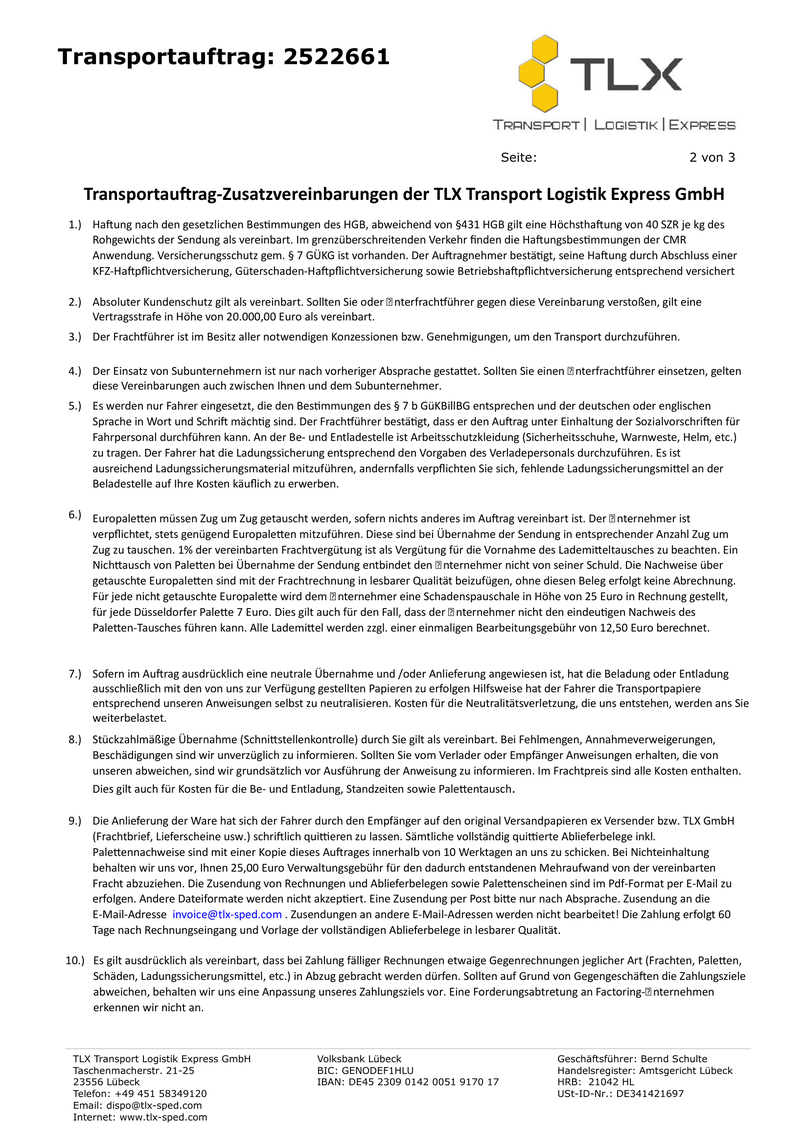 Transportauftrag: 2522661
TLX
TRANSPORT | LOGISTIK | EXPRESS
Seite: 2 von 3
Transportauftrag-Zusatzvereinbarungen der TLX Transport Logistik Express GmbH
1.) Haftung nach den gesetzlichen Bestimmungen des HGB, abweichend von §431 HGB gilt eine Höchsthaftung von 40 SZR je kg des
Rohgewichts der Sendung als vereinbart. Im grenzüberschreitenden Verkehr finden die Haftungsbestimmungen der CMR
Anwendung. Versicherungsschutz gem. § 7 GÜKG ist vorhanden. Der Auftragnehmer bestätigt, seine Haftung durch Abschluss einer
KFZ-Haftpflichtversicherung, Güterschaden-Haftpflichtversicherung sowie Betriebshaftpflichtversicherung entsprechend versichert
2.) Absoluter Kundenschutz gilt als vereinbart. Sollten Sie oder �nterfrachtführer gegen diese Vereinbarung verstoßen, gilt eine
Vertragsstrafe in Höhe von 20.000,00 Euro als vereinbart.
3.) Der Frachtführer ist im Besitz aller notwendigen Konzessionen bzw. Genehmigungen, um den Transport durchzuführen.
4.) Der Einsatz von Subunternehmern ist nur nach vorheriger Absprache gestattet. Sollten Sie einen �nterfrachtführer einsetzen, gelten
diese Vereinbarungen auch zwischen Ihnen und dem Subunternehmer.
5.) Es werden nur Fahrer eingesetzt, die den Bestimmungen des § 7 b GüKBillBG entsprechen und der deutschen oder englischen
Sprache in Wort und Schrift mächtig sind. Der Frachtführer bestätigt, dass er den Auftrag unter Einhaltung der Sozialvorschriften für
Fahrpersonal durchführen kann. An der Be- und Entladestelle ist Arbeitsschutzkleidung (Sicherheitsschuhe, Warnweste, Helm, etc.)
zu tragen. Der Fahrer hat die Ladungssicherung entsprechend den Vorgaben des Verladepersonals durchzuführen. Es ist
ausreichend Ladungssicherungsmaterial mitzuführen, andernfalls verpflichten Sie sich, fehlende Ladungssicherungsmittel an der
Beladestelle auf Ihre Kosten käuflich zu erwerben.
6.) Europaletten müssen Zug um Zug getauscht werden, sofern nichts anderes im Auftrag vereinbart ist. Der �nternehmer ist
verpflichtet, stets genügend Europaletten mitzuführen. Diese sind bei Übernahme der Sendung in entsprechender Anzahl Zug um
Zug zu tauschen. 1% der vereinbarten Frachtvergütung ist als Vergütung für die Vornahme des Lademitteltausches zu beachten. Ein
Nichttausch von Paletten bei Übernahme der Sendung entbindet den �nternehmer nicht von seiner Schuld. Die Nachweise über
getauschte Europaletten sind mit der Frachtrechnung in lesbarer Qualität beizufügen, ohne diesen Beleg erfolgt keine Abrechnung.
Für jede nicht getauschte Europalette wird dem �nternehmer eine Schadenspauschale in Höhe von 25 Euro in Rechnung gestellt,
für jede Düsseldorfer Palette 7 Euro. Dies gilt auch für den Fall, dass der �nternehmer nicht den eindeutigen Nachweis des
Paletten-Tausches führen kann. Alle Lademittel werden zzgl. einer einmaligen Bearbeitungsgebühr von 12,50 Euro berechnet.
7.) Sofern im Auftrag ausdrücklich eine neutrale Übernahme und /oder Anlieferung angewiesen ist, hat die Beladung oder Entladung
ausschließlich mit den von uns zur Verfügung gestellten Papieren zu erfolgen Hilfsweise hat der Fahrer die Transportpapiere
entsprechend unseren Anweisungen selbst zu neutralisieren. Kosten für die Neutralitätsverletzung, die uns entstehen, werden ans Sie
weiterbelastet.
8.) Stückzahlmäßige Übernahme (Schnittstellenkontrolle) durch Sie gilt als vereinbart. Bei Fehlmengen, Annahmeverweigerungen,
Beschädigungen sind wir unverzüglich zu informieren. Sollten Sie vom Verlader oder Empfänger Anweisungen erhalten, die von
unseren abweichen, sind wir grundsätzlich vor Ausführung der Anweisung zu informieren. Im Frachtpreis sind alle Kosten enthalten.
Dies gilt auch für Kosten für die Be- und Entladung, Standzeiten sowie Palettentausch.
9.) Die Anlieferung der Ware hat sich der Fahrer durch den Empfänger auf den original Versandpapieren ex Versender bzw. TLX GmbH
(Frachtbrief, Lieferscheine usw.) schriftlich quittieren zu lassen. Sämtliche vollständig quittierte Ablieferbelege inkl.
Palettennachweise sind mit einer Kopie dieses Auftrages innerhalb von 10 Werktagen an uns zu schicken. Bei Nichteinhaltung
behalten wir uns vor, Ihnen 25,00 Euro Verwaltungsgebühr für den dadurch entstandenen Mehraufwand von der vereinbarten
Fracht abzuziehen. Die Zusendung von Rechnungen und Ablieferbelegen sowie Palettenscheinen sind im Pdf-Format per E-Mail zu
erfolgen. Andere Dateiformate werden nicht akzeptiert. Eine Zusendung per Post bitte nur nach Absprache. Zusendung an die
E-Mail-Adresse invoice@tlx-sped.com . Zusendungen an andere E-Mail-Adressen werden nicht bearbeitet! Die Zahlung erfolgt 60
Tage nach Rechnungseingang und Vorlage der vollständigen Ablieferbelege in lesbarer Qualität.
10.) Es gilt ausdrücklich als vereinbart, dass bei Zahlung fälliger Rechnungen etwaige Gegenrechnungen jeglicher Art (Frachten, Paletten,
Schäden, Ladungssicherungsmittel, etc.) in Abzug gebracht werden dürfen. Sollten auf Grund von Gegengeschäften die Zahlungsziele
abweichen, behalten wir uns eine Anpassung unseres Zahlungsziels vor. Eine Forderungsabtretung an Factoring-�nternehmen
erkennen wir nicht an.
TLX Transport Logistik Express GmbH
Taschenmacherstr. 21-25
23556 Lübeck
Telefon: +49 451 58349120
Email: dispo@tlx-sped.com
Internet: www.tlx-sped.com
Volksbank Lübeck
BIC: GENODEF1HLU
IBAN: DE45 2309 0142 0051 9170 17
Geschäftsführer: Bernd Schulte
Handelsregister: Amtsgericht Lübeck
HRB: 21042 HL
USt-ID-Nr.: DE341421697